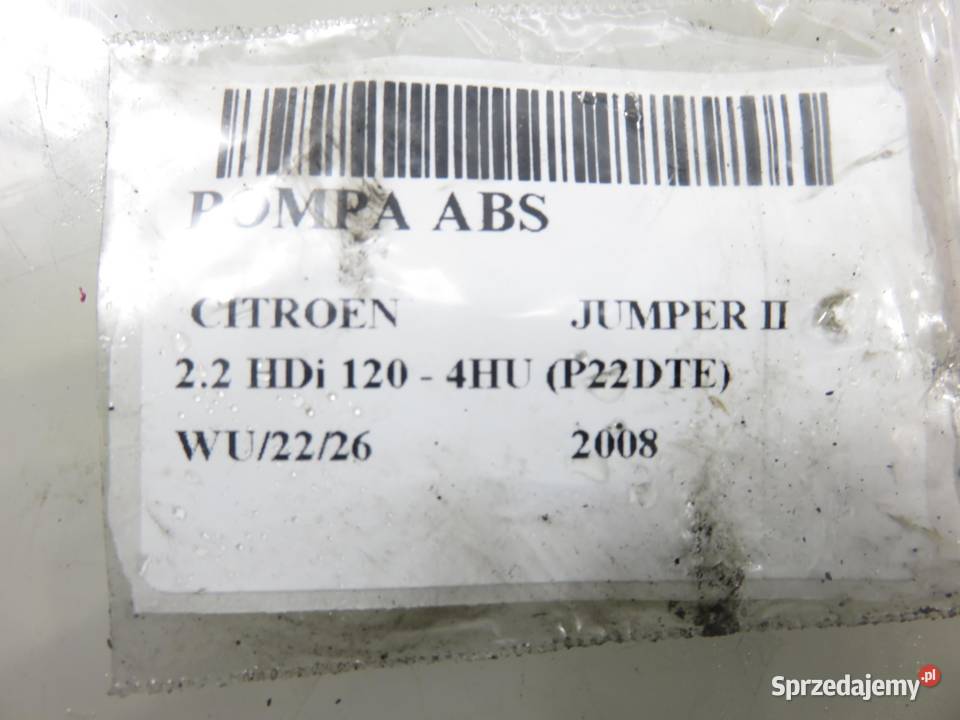 POMPA ABS
CITROEN JUMPER II
2.2 HDi 120 - 4HU (P22DTE)
WU/22/26 2008
Sprzedajemy.pl